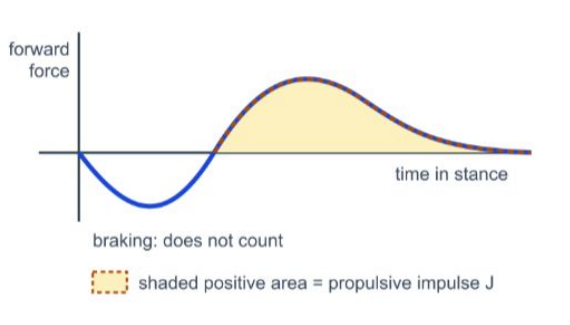 forward
force
time in stance
braking: does not count
shaded positive area = propulsive impulse J